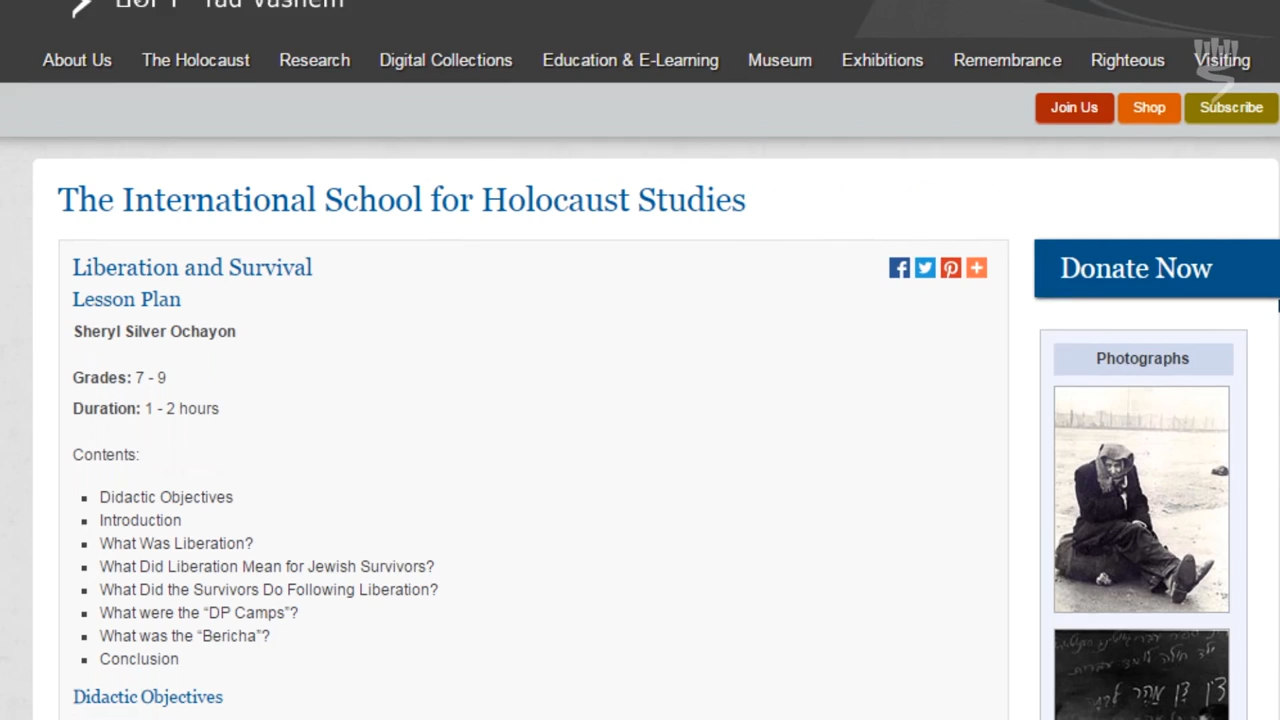 Yad Vashem
About Us The Holocaust Research Digital Collections Education & E-Learning Museum Exhibitions Remembrance Righteous Visiting
Join Us Shop Subscribe
The International School for Holocaust Studies
Liberation and Survival
Lesson Plan
Sheryl Silver Ochayon
Grades: 7 - 9
Duration: 1 - 2 hours
Contents:
Didactic Objectives
Introduction
What Was Liberation?
What Did Liberation Mean for Jewish Survivors?
What Did the Survivors Do Following Liberation?
What were the “DP Camps”?
What was the “Bericha”?
Conclusion
Didactic Objectives
Donate Now
Photographs